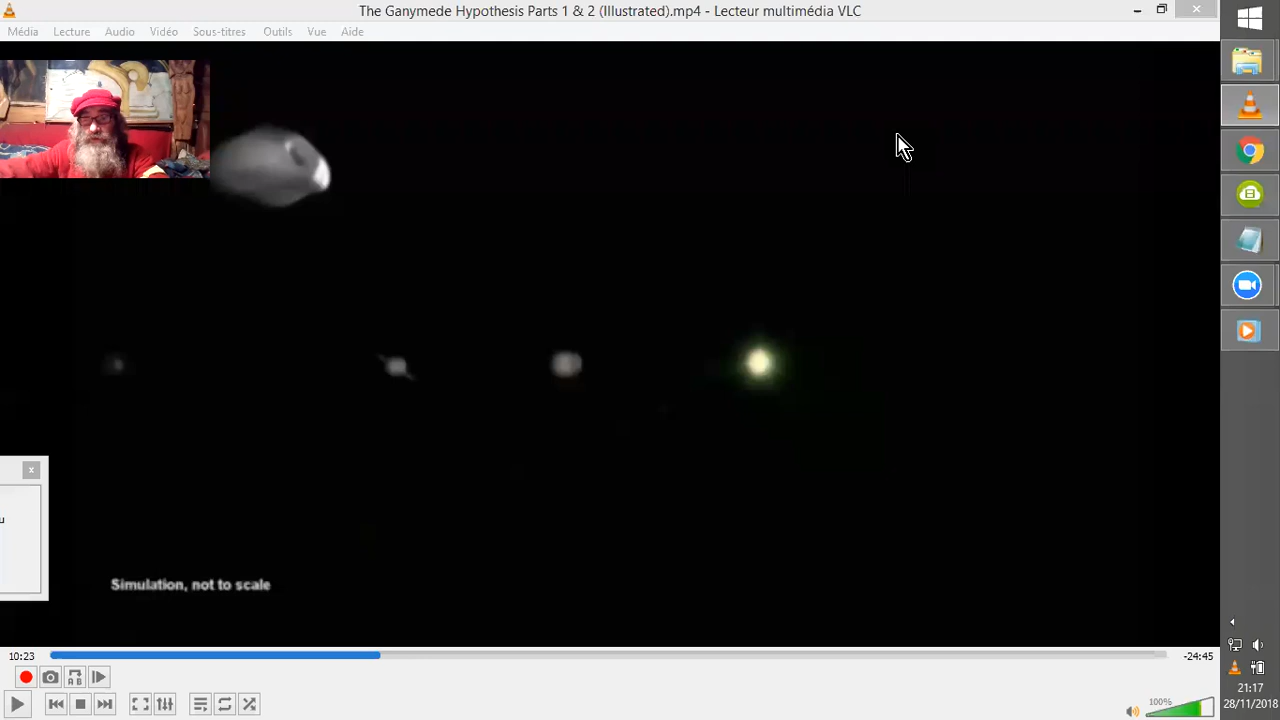 The Ganymede Hypothesis Parts 1 & 2 (Illustrated).mp4 - Lecteur multimédia VLC
Média Lecture Audio Vidéo Sous-titres Outils Vue Aide
x
u
Simulation, not to scale
10:23
-24:45
AB
100%
21:17
28/11/2018